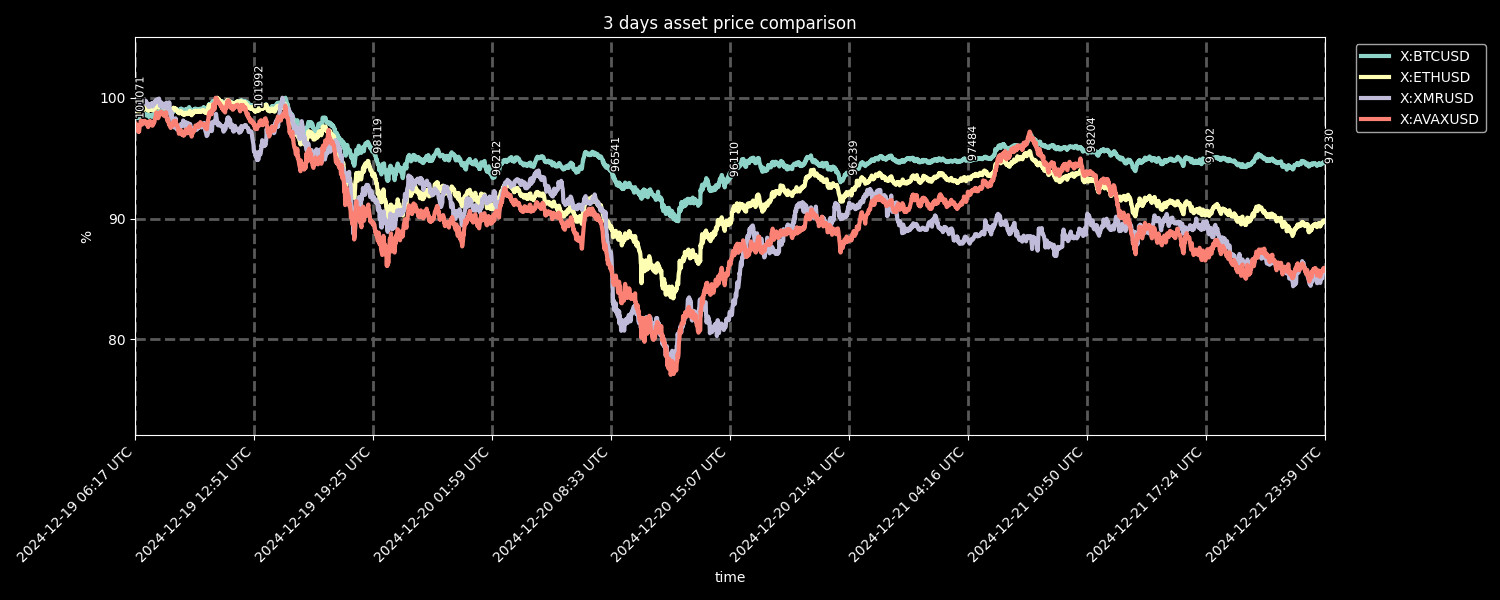 3 days asset price comparison
X:BTCUSD
X:ETHUSD
X:XMRUSD
X:AVAXUSD
100
90
80
%
101071
101992
98119
96212
96541
96110
96239
97484
98204
97302
97230
2024-12-19 06:17 UTC
2024-12-19 12:51 UTC
2024-12-19 19:25 UTC
2024-12-20 01:59 UTC
2024-12-20 08:33 UTC
2024-12-20 15:07 UTC
2024-12-20 21:41 UTC
2024-12-21 04:16 UTC
2024-12-21 10:50 UTC
2024-12-21 17:24 UTC
2024-12-21 23:59 UTC
time